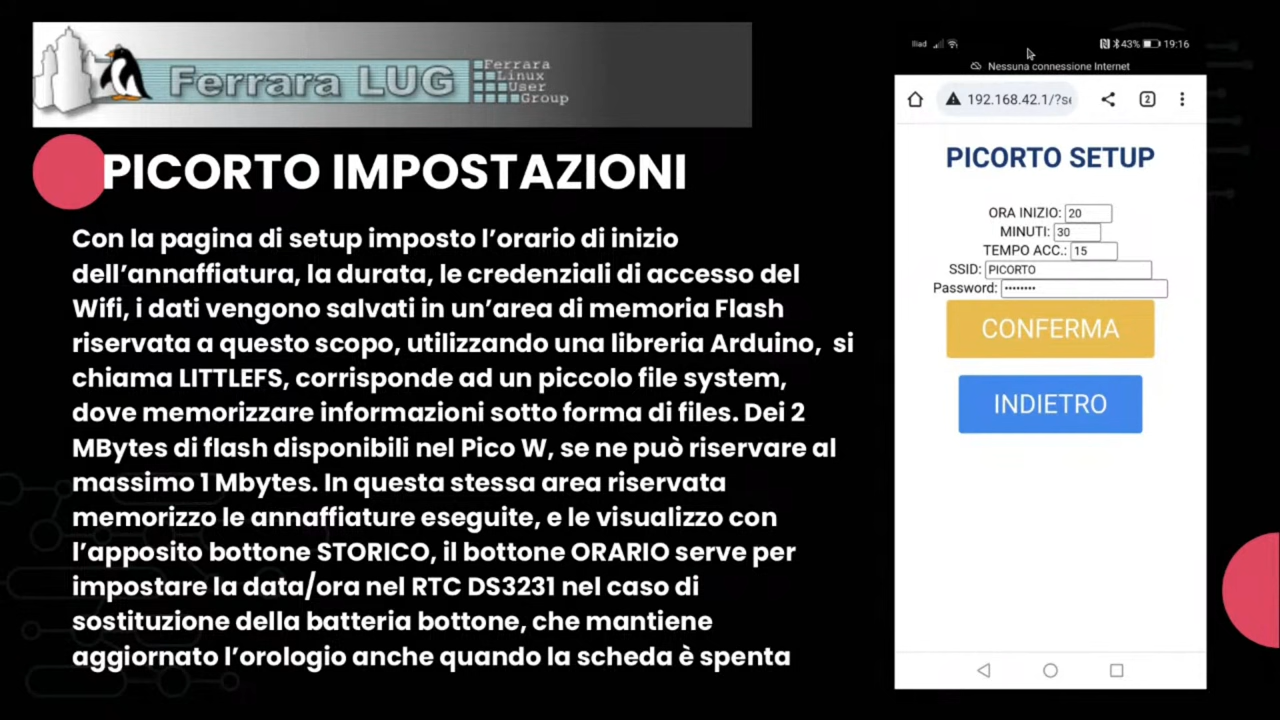 Ferrara LUG
Ferrara
Linux
User
Group
PICORTO IMPOSTAZIONI
Con la pagina di setup imposto l’orario di inizio
dell’annaffiatura, la durata, le credenziali di accesso del
Wifi, i dati vengono salvati in un’area di memoria Flash
riservata a questo scopo, utilizzando una libreria Arduino, si
chiama LITTLEFS, corrisponde ad un piccolo file system,
dove memorizzare informazioni sotto forma di files. Dei 2
MBytes di flash disponibili nel Pico W, se ne può riservare al
massimo 1 Mbytes. In questa stessa area riservata
memorizzo le annaffiature eseguite, e le visualizzo con
l’apposito bottone STORICO, il bottone ORARIO serve per
impostare la data/ora nel RTC DS3231 nel caso di
sostituzione della batteria bottone, che mantiene
aggiornato l’orologio anche quando la scheda è spenta
Iliad 43% 19:16
Nessuna connessione Internet
192.168.42.1/?se 2
PICORTO SETUP
ORA INIZIO: 20
MINUTI: 30
TEMPO ACC.: 15
SSID: PICORTO
Password: ••••••••
CONFERMA
INDIETRO